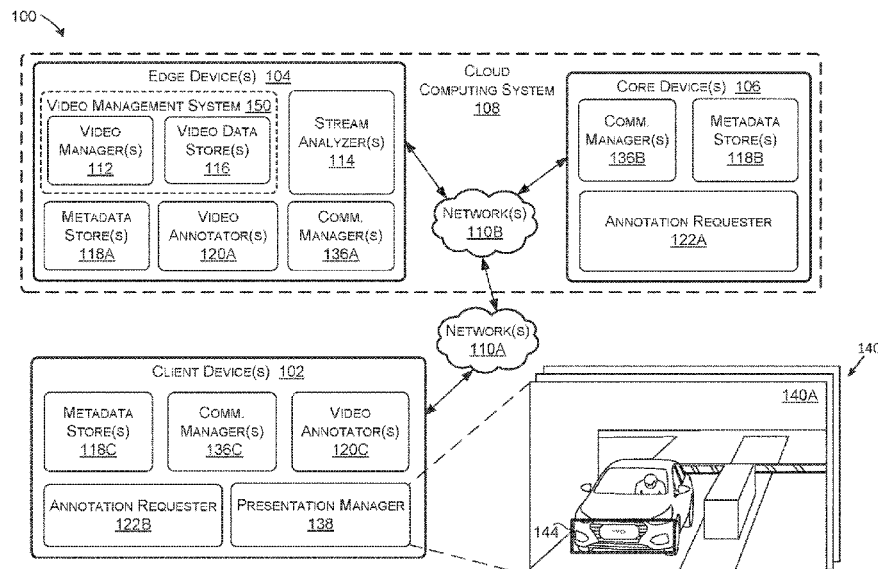 100
EDGE DEVICE(S) 104
VIDEO MANAGEMENT SYSTEM 150
VIDEO
MANAGER(S)
112
VIDEO DATA
STORE(S)
116
STREAM
ANALYZER(S)
114
METADATA
STORE(S)
118A
VIDEO
ANNOTATOR(S)
120A
COMM.
MANAGER(S)
136A
CLOUD
COMPUTING SYSTEM
108
NETWORK(S)
110B
CORE DEVICE(S) 106
COMM.
MANAGER(S)
136B
METADATA
STORE(S)
118B
ANNOTATION REQUESTER
122A
NETWORK(S)
110A
CLIENT DEVICE(S) 102
METADATA
STORE(S)
118C
COMM.
MANAGER(S)
136C
VIDEO
ANNOTATOR(S)
120C
ANNOTATION REQUESTER
122B
PRESENTATION MANAGER
138
140
140A
144